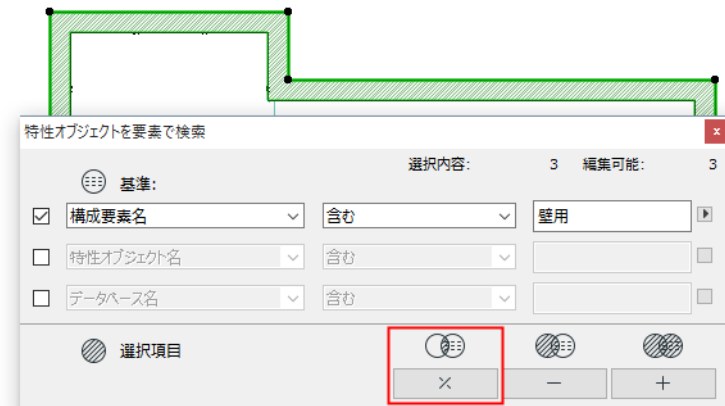 特性オブジェクトを要素で検索
x
選択内容: 3 編集可能: 3
基準:
構成要素名 含む 壁用
特性オブジェクト名 含む
データベース名 含む
選択項目